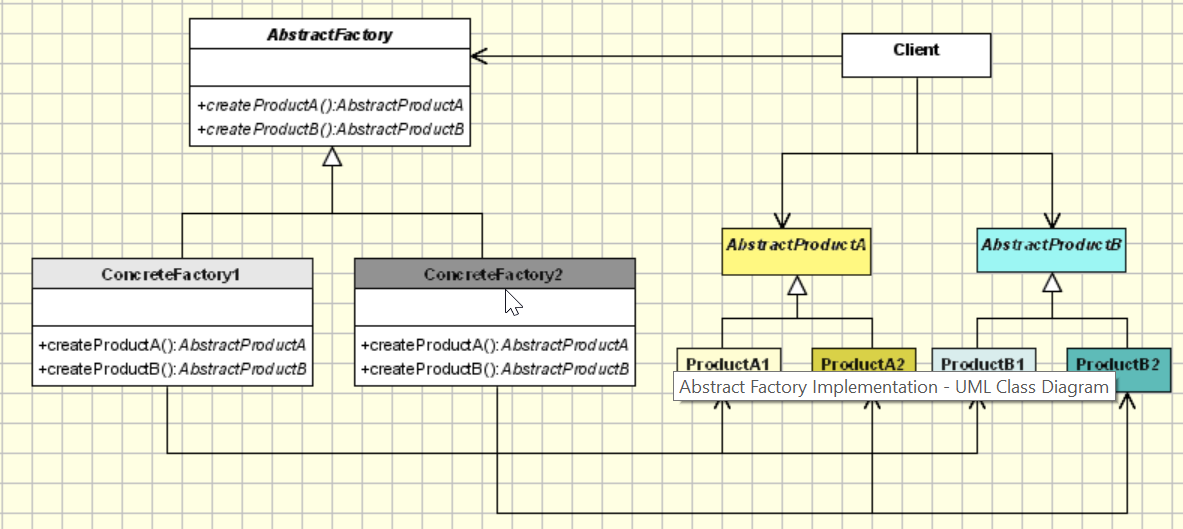 AbstractFactory
+createProductA():AbstractProductA
+createProductB():AbstractProductB
Client
AbstractProductA
AbstractProductB
ConcreteFactory1
+createProductA():AbstractProductA
+createProductB():AbstractProductB
ConcreteFactory2
+createProductA():AbstractProductA
+createProductB():AbstractProductB
ProductA1
ProductA2
ProductB1
ProductB2
Abstract Factory Implementation - UML Class Diagram